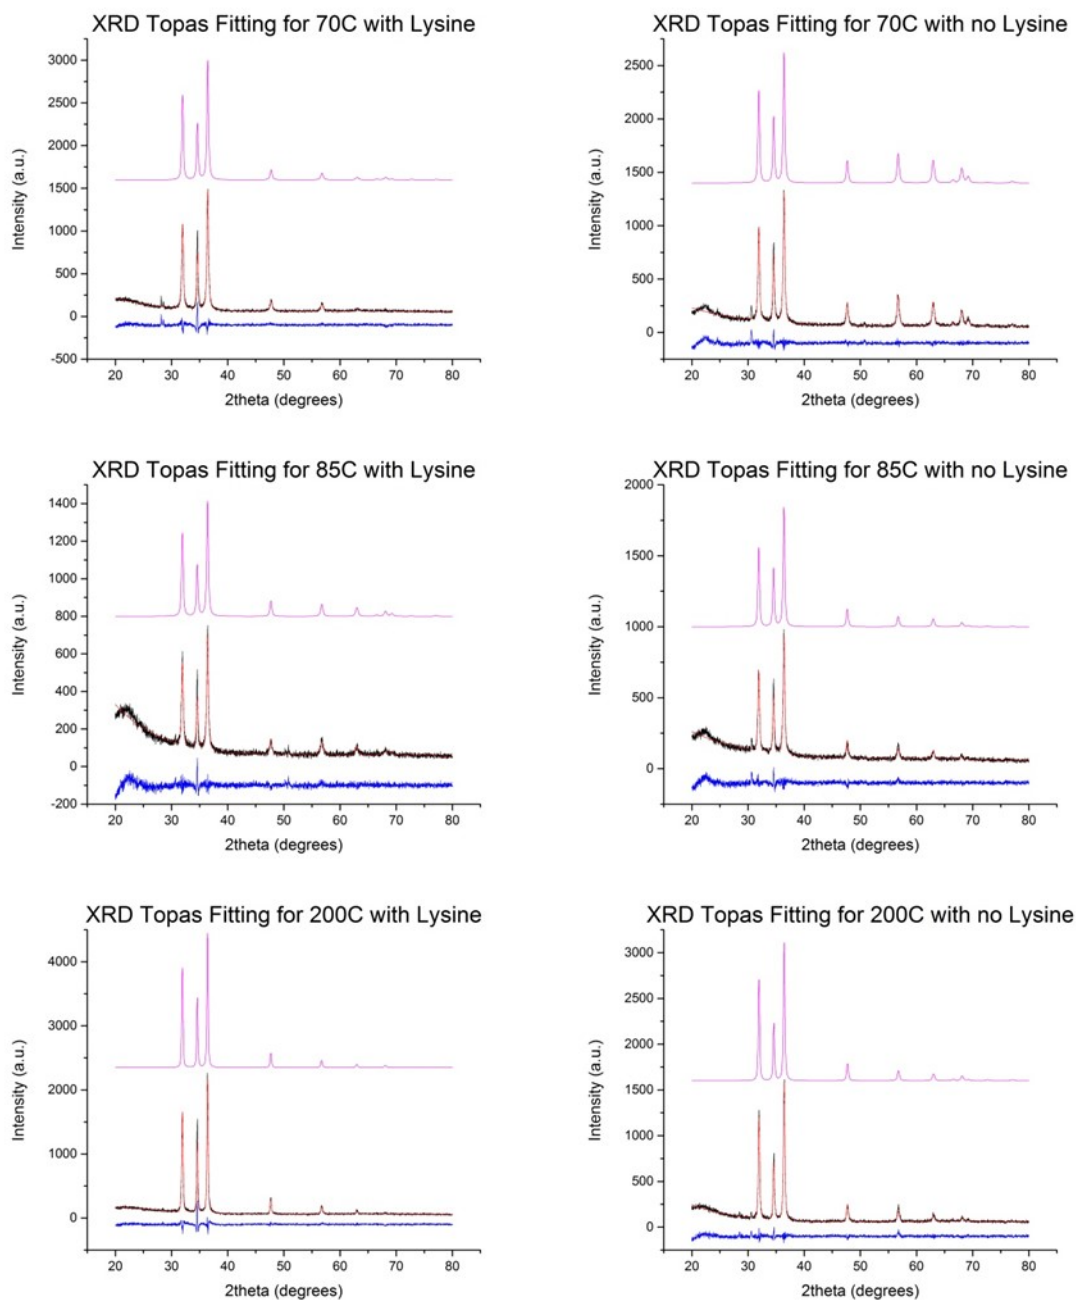 XRD Topas Fitting for 70C with Lysine
3000
2500
2000
1500
1000
500
0
-500
Intensity (a.u.)
20 30 40 50 60 70 80
2theta (degrees)
XRD Topas Fitting for 70C with no Lysine
2500
2000
1500
1000
500
0
Intensity (a.u.)
20 30 40 50 60 70 80
2theta (degrees)
XRD Topas Fitting for 85C with Lysine
1400
1200
1000
800
600
400
200
0
-200
Intensity (a.u.)
20 30 40 50 60 70 80
2theta (degrees)
XRD Topas Fitting for 85C with no Lysine
2000
1500
1000
500
0
Intensity (a.u.)
20 30 40 50 60 70 80
2theta (degrees)
XRD Topas Fitting for 200C with Lysine
4000
3000
2000
1000
0
Intensity (a.u.)
20 30 40 50 60 70 80
2theta (degrees)
XRD Topas Fitting for 200C with no Lysine
3000
2500
2000
1500
1000
500
0
Intensity (a.u.)
20 30 40 50 60 70 80
2theta (degrees)